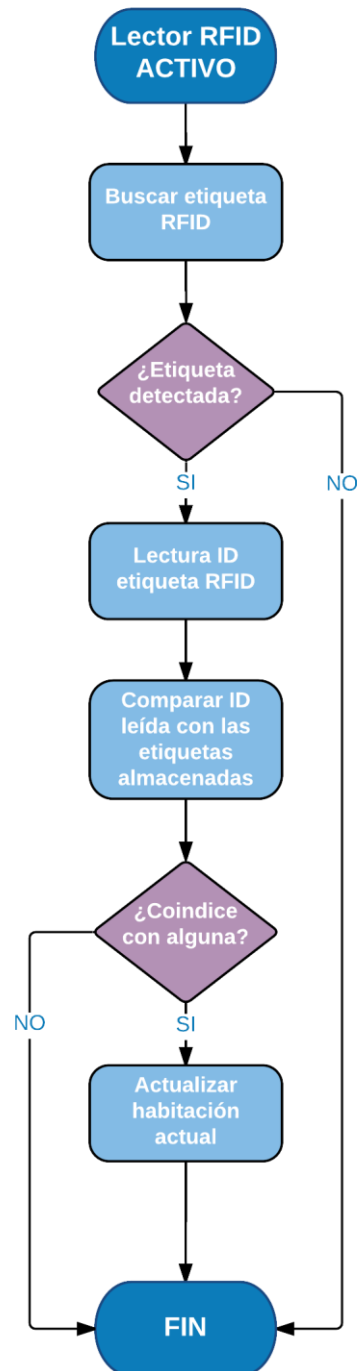 Lector RFID
ACTIVO
Buscar etiqueta
RFID
¿Etiqueta
detectada?
SI
NO
Lectura ID
etiqueta RFID
Comparar ID
leída con las
etiquetas
almacenadas
¿Coindice
con alguna?
NO
SI
Actualizar
habitación
actual
FIN